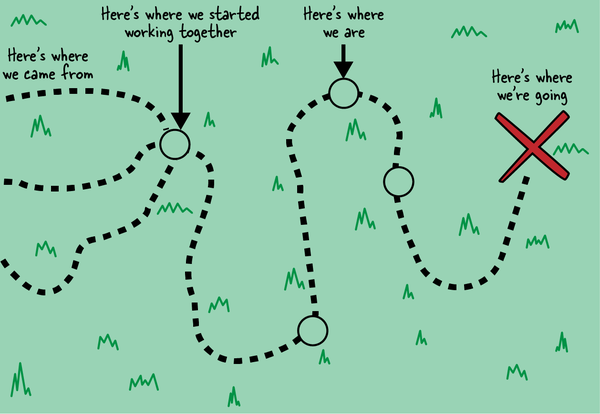 Here's where we started
working together
Here's where
we are
Here's where
we came from
Here's where
we're going